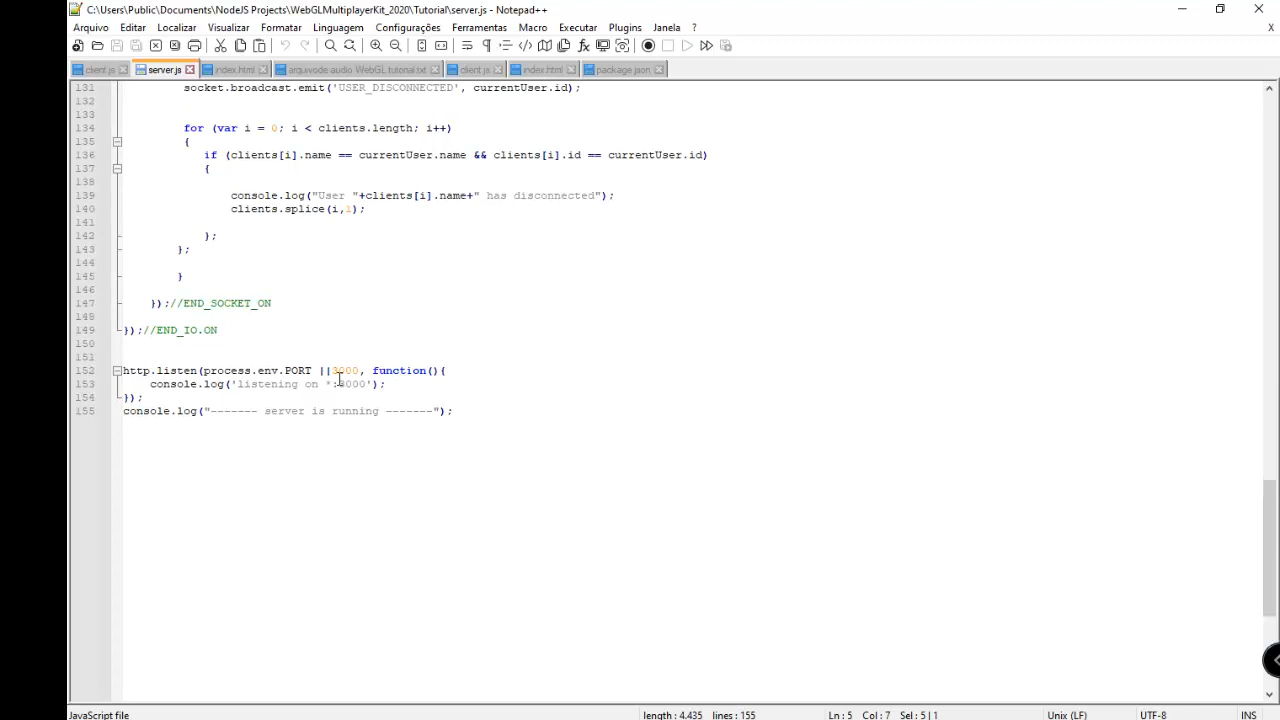 C:\Users\Public\Documents\NodeJS Projects\WebGLMultiplayerKit_2020\Tutorial\server.js - Notepad++
Arquivo Editar Localizar Visualizar Formatar Linguagem Configurações Ferramentas Macro Executar Plugins Janela ? X
client.js server.js index.html arquivode audio WebGL tutorial.txt client.js index.html package.json
131 socket.broadcast.emit('USER_DISCONNECTED', currentUser.id);
132
133
134 for (var i = 0; i < clients.length; i++)
135 {
136 if (clients[i].name == currentUser.name && clients[i].id == currentUser.id)
137 {
138
139 console.log("User "+clients[i].name+" has disconnected");
140 clients.splice(i,1);
141
142 };
143 };
144
145 }
146
147 });//END_SOCKET_ON
148
149 });//END_IO.ON
150
151
152 http.listen(process.env.PORT ||3000, function(){
153 console.log('listening on *:3000');
154 });
155 console.log("------- server is running -------");
JavaScript file length : 4.435 lines : 155 Ln : 5 Col : 7 Sel : 5 | 1 Unix (LF) UTF-8 INS